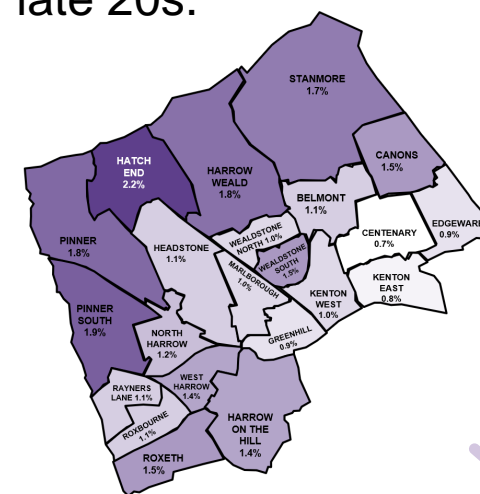 late 20s.
STANMORE
1.7%
CANONS
1.5%
HATCH
END
2.2%
HARROW
WEALD
1.8%
BELMONT
1.1%
EDGEWARE
0.9%
CENTENARY
0.7%
WEALDSTONE
NORTH 1.0%
PINNER
1.8%
HEADSTONE
1.1%
WEALDSTONE
SOUTH
1.5%
MARLBOROUGH
1.0%
KENTON
EAST
0.8%
KENTON
WEST
1.0%
PINNER
SOUTH
1.9%
NORTH
HARROW
1.2%
GREENHILL
0.9%
RAYNERS
LANE 1.1%
WEST
HARROW
1.4%
ROXBOURNE
1.1%
HARROW
ON THE
HILL
1.4%
ROXETH
1.5%